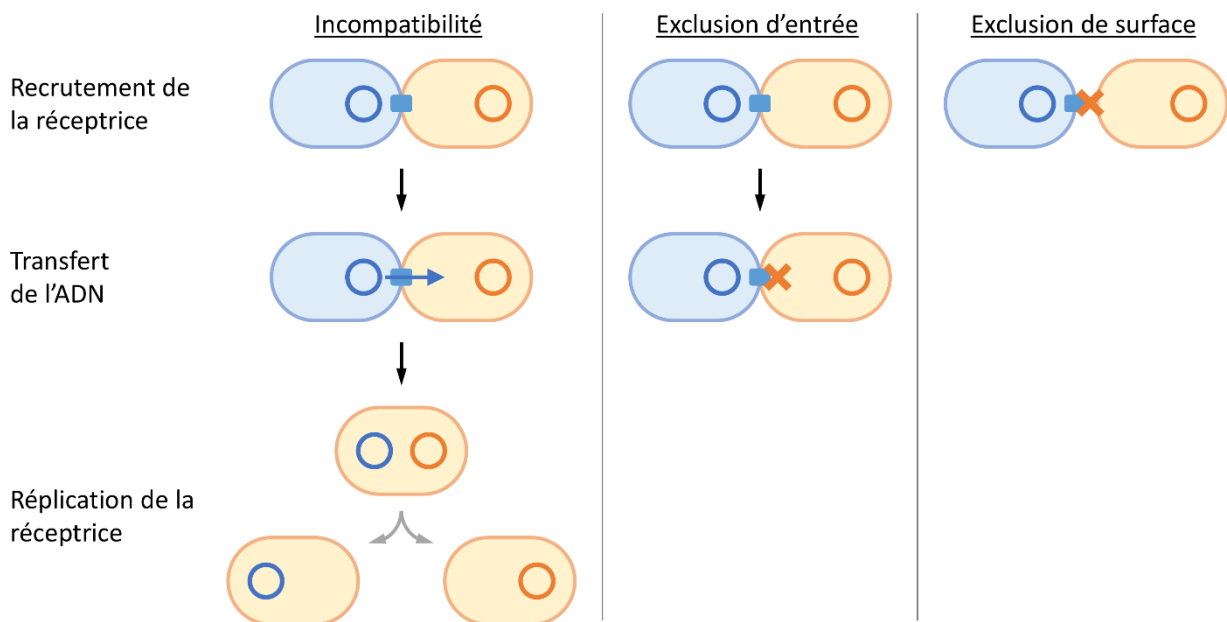 Incompatibilité
Exclusion d'entrée
Exclusion de surface
Recrutement de
la réceptrice
Transfert
de l'ADN
Réplication de la
réceptrice